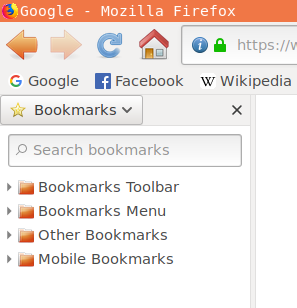 Google - Mozilla Firefox
https://w
Google Facebook W Wikipedia
Bookmarks
Search bookmarks
Bookmarks Toolbar
Bookmarks Menu
Other Bookmarks
Mobile Bookmarks